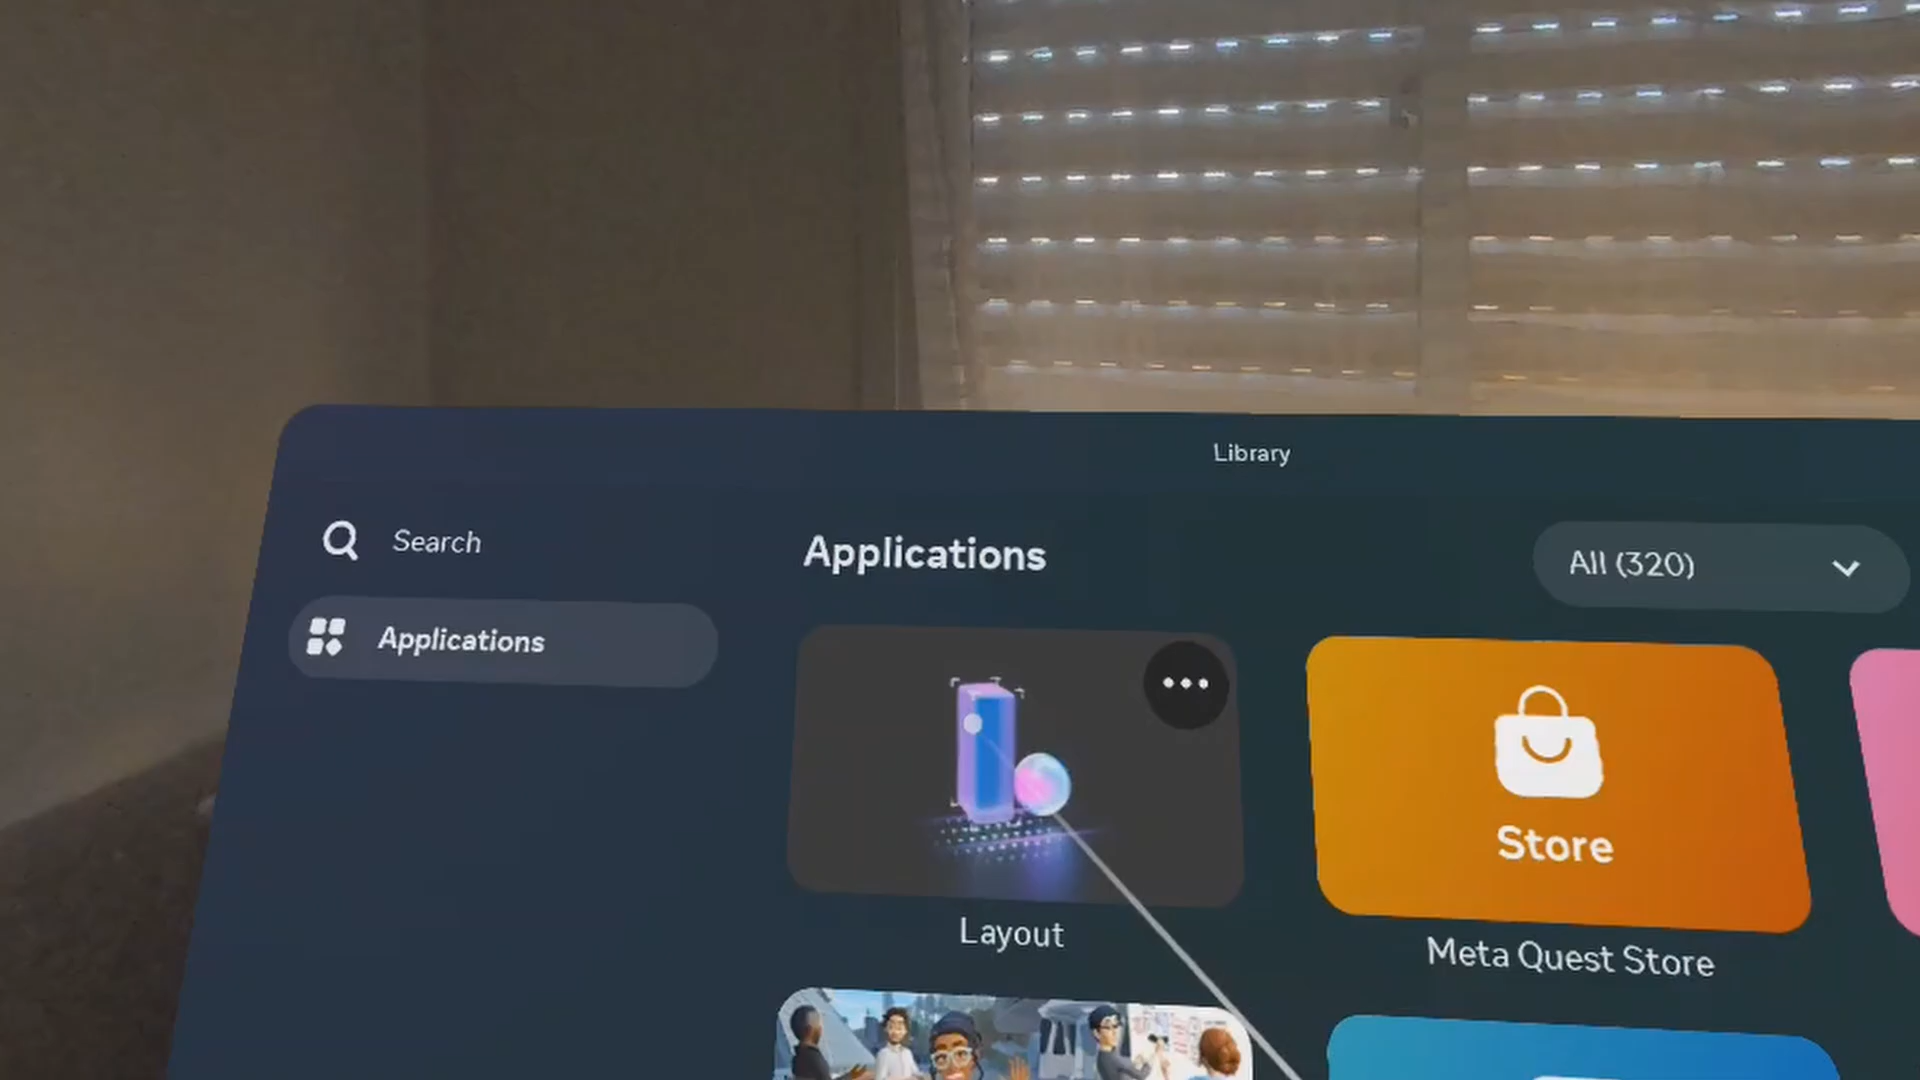 Library
Search
Applications
All (320)
Applications
Store
Layout
Meta Quest Store